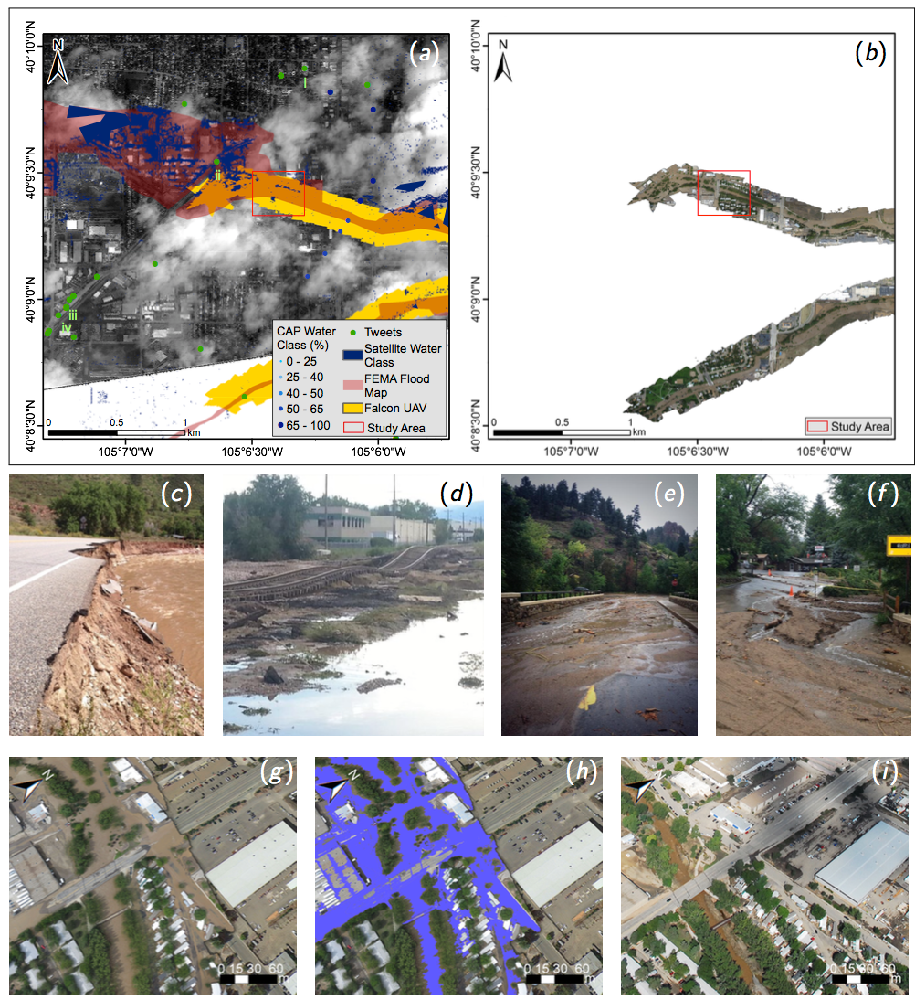 (a)
N
40°10'0"N
40°9'30"N
40°9'0"N
40°8'30"N
i
ii
iii
iv
CAP Water
Class (%)
0 - 25
25 - 40
40 - 50
50 - 65
65 - 100
Tweets
Satellite Water
Class
FEMA Flood
Map
Falcon UAV
Study Area
0 0.5 1
km
105°7'0"W 105°6'30"W 105°6'0"W
(b)
N
40°10'0"N
40°9'30"N
40°9'0"N
40°8'30"N
0 0.5 1
km
Study Area
105°7'0"W 105°6'30"W 105°6'0"W
(c)
(d)
(e)
(f)
(g)
N
0 15 30 60
m
(h)
N
0 15 30 60
m
(i)
N
0 15 30 60
m